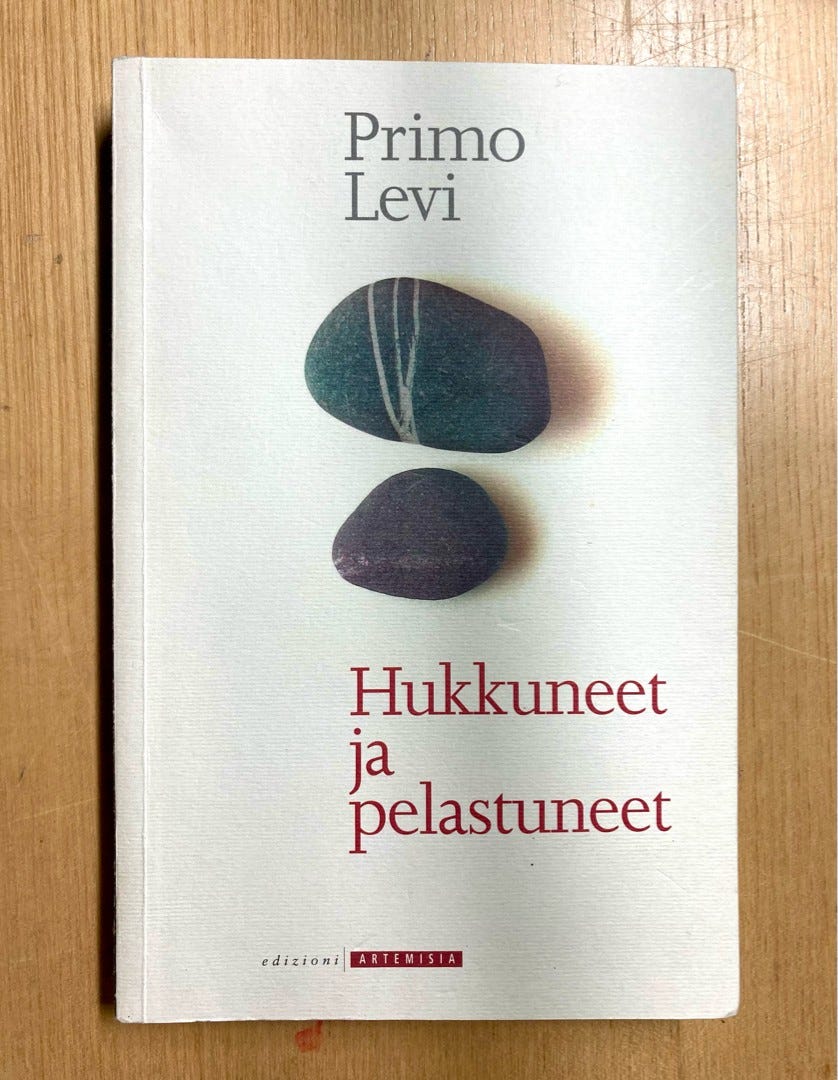 Primo
Levi
Hukkuneet
ja
pelastuneet
edizioni ARTEMISIA